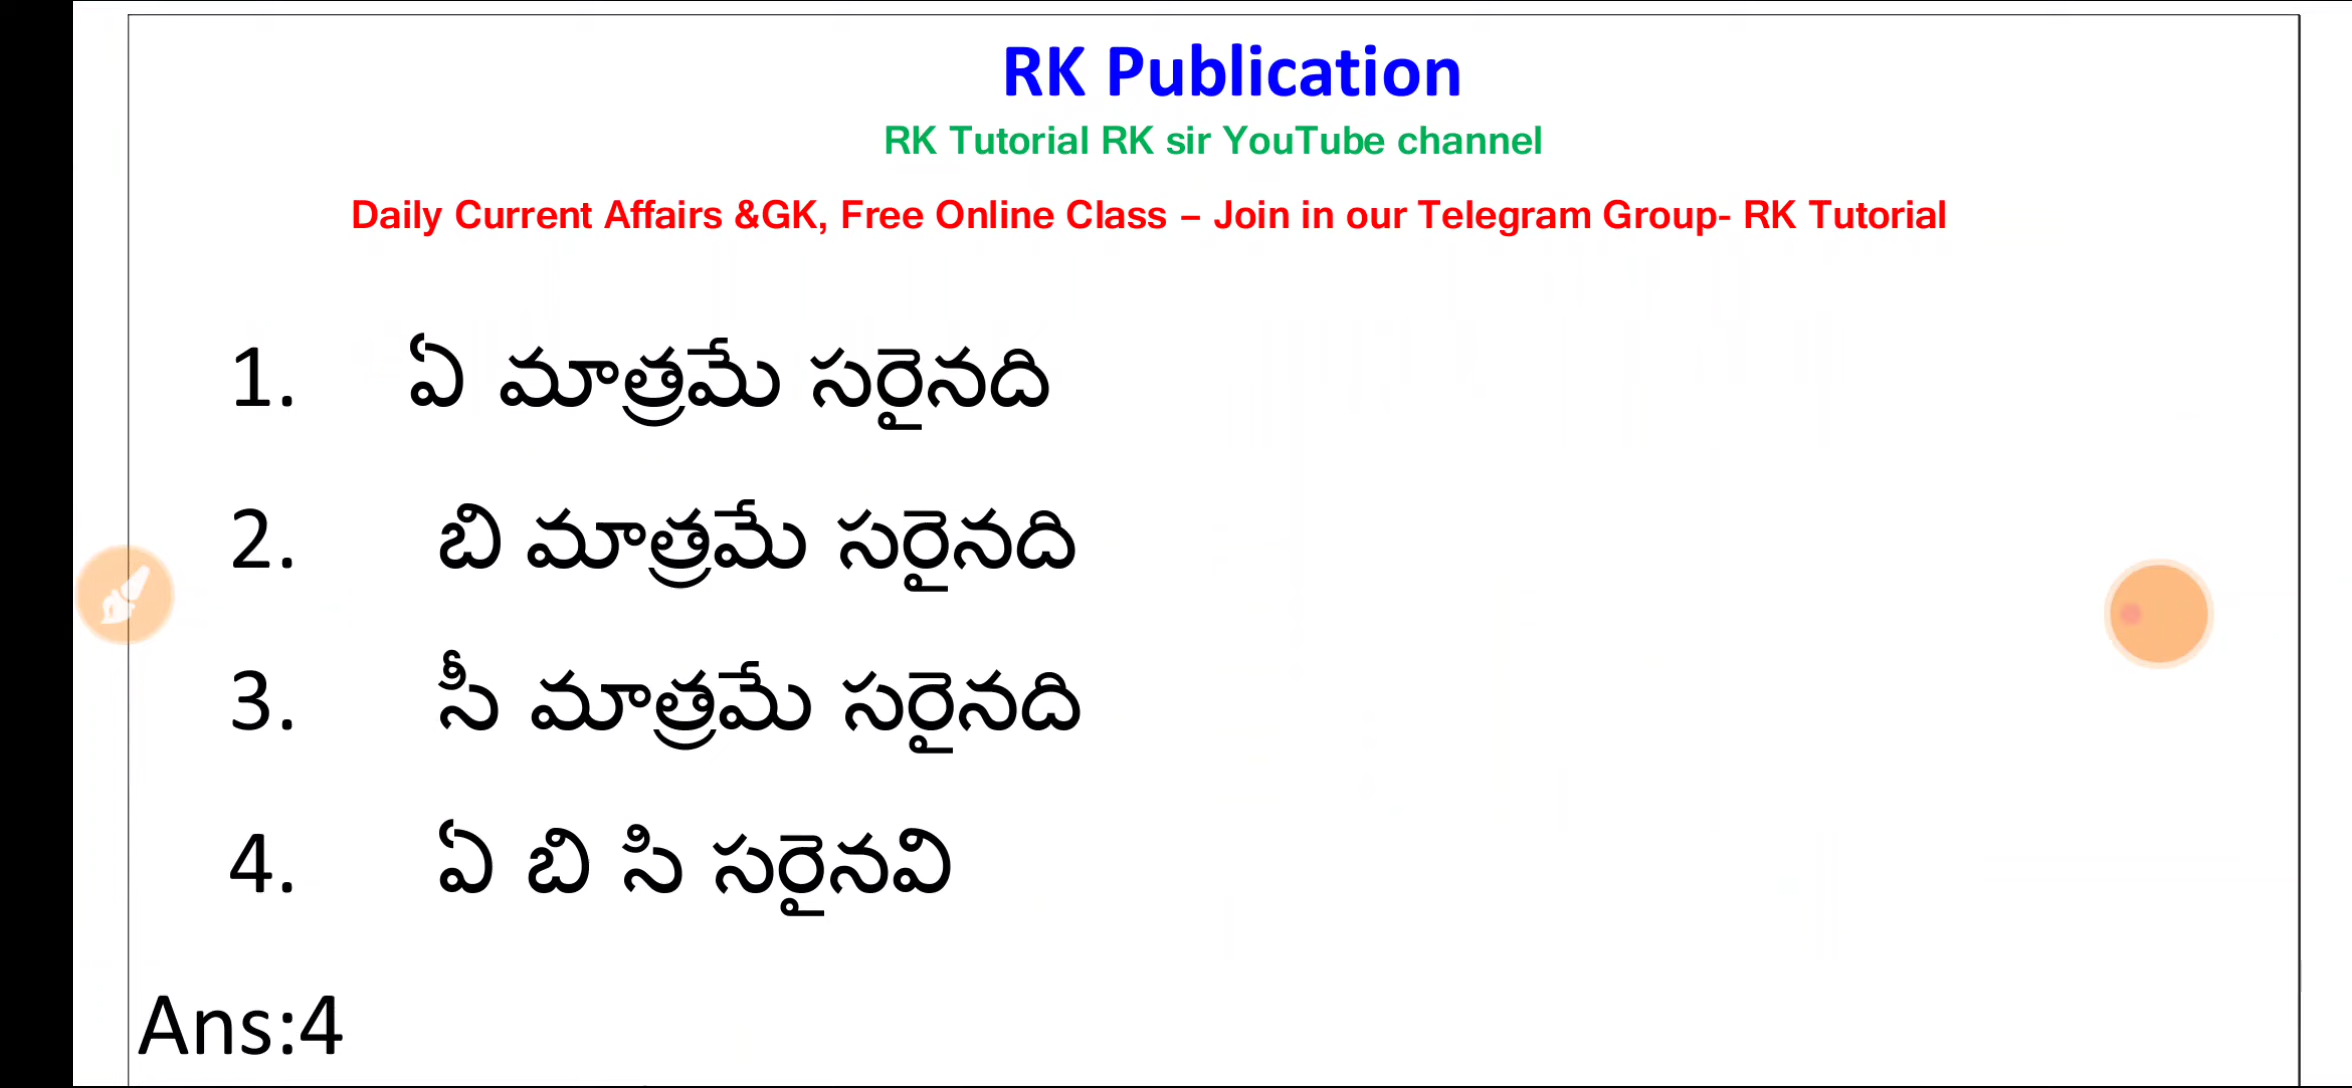 RK Publication
RK Tutorial RK sir YouTube channel
Daily Current Affairs &GK, Free Online Class – Join in our Telegram Group- RK Tutorial
1. ఏ మాత్రమే సరైనది
2. బి మాత్రమే సరైనది
3. సీ మాత్రమే సరైనది
4. ఏ బి సి సరైనవి
Ans:4